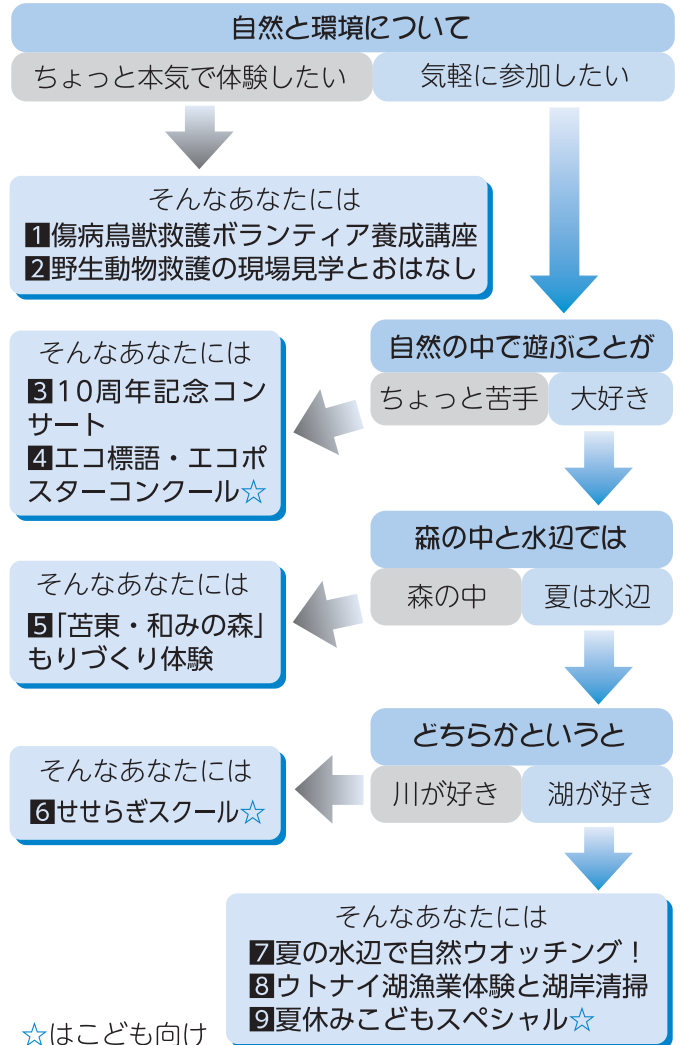 自然と環境について
ちょっと本気で体験したい
気軽に参加したい
そんなあなたには
1傷病鳥獣救護ボランティア養成講座
2野生動物救護の現場見学とおはなし
自然の中で遊ぶことが
ちょっと苦手
大好き
そんなあなたには
310周年記念コン
サート
4エコ標語・エコポ
スターコンクール☆
森の中と水辺では
森の中
夏は水辺
そんなあなたには
5「苫東・和みの森」
もりづくり体験
どちらかというと
川が好き
湖が好き
そんなあなたには
6せせらぎスクール☆
そんなあなたには
7夏の水辺で自然ウオッチング！
8ウトナイ湖漁業体験と湖岸清掃
9夏休みこどもスペシャル☆
☆はこども向け